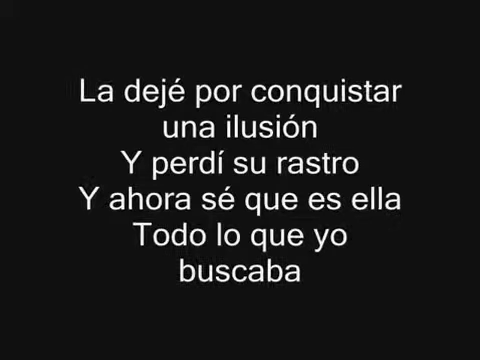 La dejé por conquistar
una ilusión
Y perdí su rastro
Y ahora sé que es ella
Todo lo que yo
buscaba